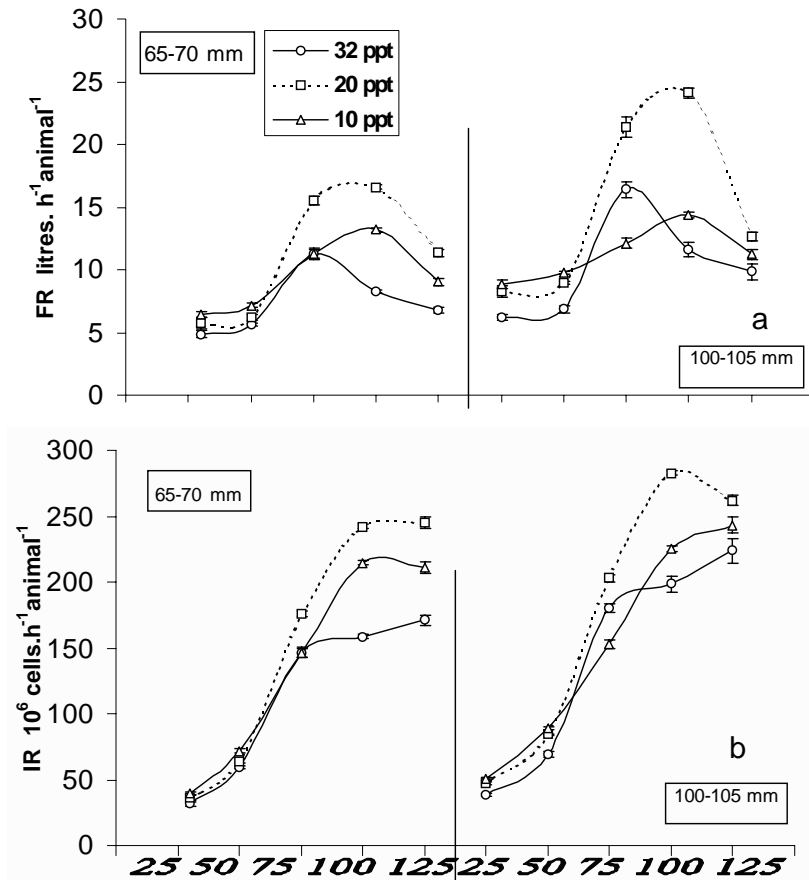 30
25
20
15
10
5
0
FR litres. h⁻¹animal⁻¹
65-70 mm
32 ppt
20 ppt
10 ppt
a
100-105 mm
300
250
200
150
100
50
0
IR 10⁶ cells.h⁻¹animal⁻¹
65-70 mm
b
100-105 mm
25 50 75 100 125 25 50 75 100 125